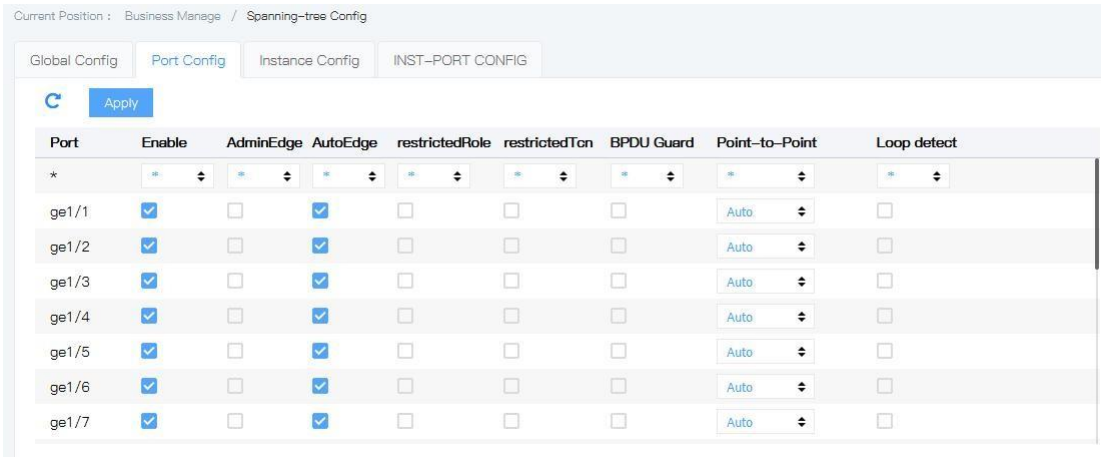 Current Position : Business Manage / Spanning-tree Config
Global Config Port Config Instance Config INST-PORT CONFIG
Apply
Port Enable AdminEdge AutoEdge restrictedRole restrictedTcn BPDU Guard Point-to-Point Loop detect
* * * * * * * * *
ge1/1 Auto
ge1/2 Auto
ge1/3 Auto
ge1/4 Auto
ge1/5 Auto
ge1/6 Auto
ge1/7 Auto